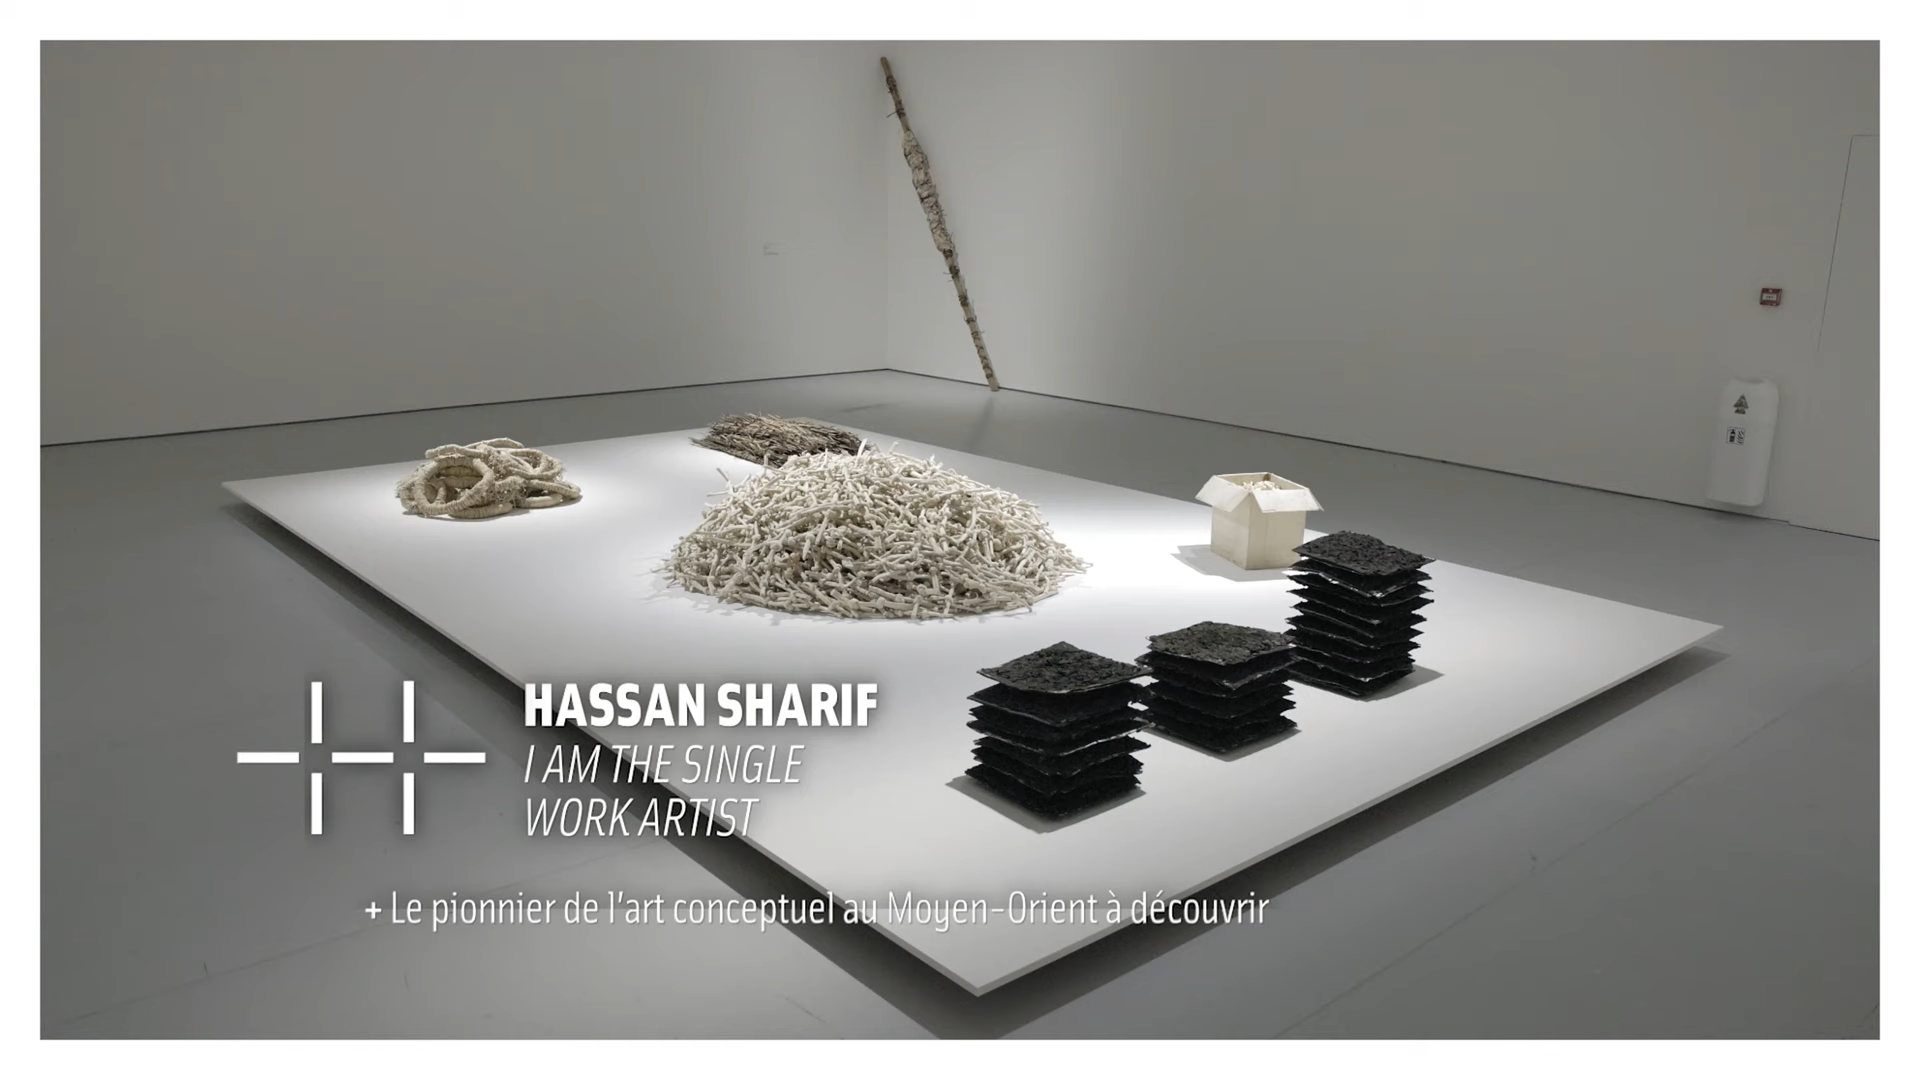 HASSAN SHARIF
I AM THE SINGLE
WORK ARTIST
+ Le pionnier de l'art conceptuel au Moyen-Orient à découvrir